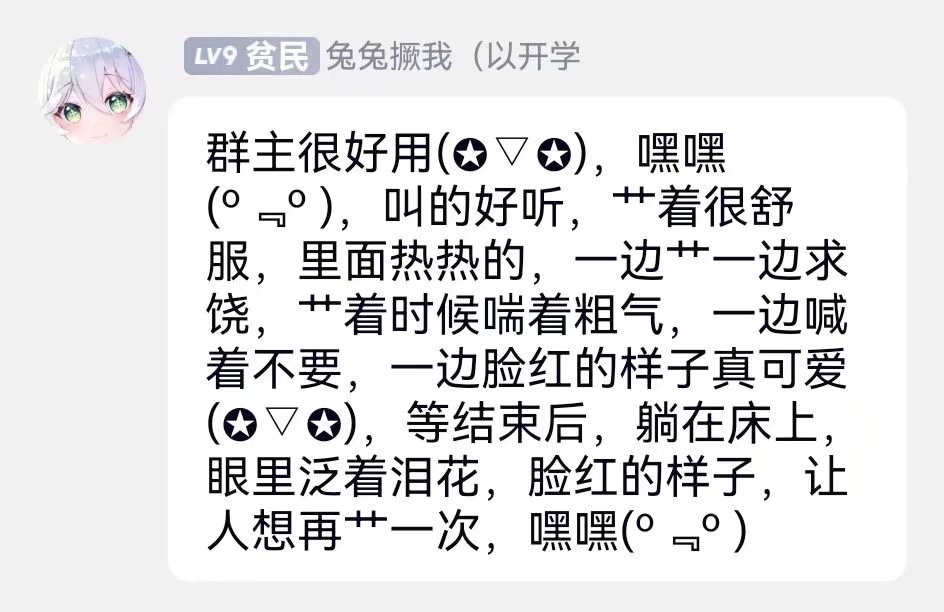 LV9 贫民 兔兔撅我（以开学
群主很好用(✪▽✪)，嘿嘿
(º﹃º)，叫的好听，艹着很舒
服，里面热热的，一边艹一边求
饶，艹着时候喘着粗气，一边喊
着不要，一边脸红的样子真可爱
(✪▽✪)，等结束后，躺在床上，
眼里泛着泪花，脸红的样子，让
人想再艹一次，嘿嘿(º﹃º)